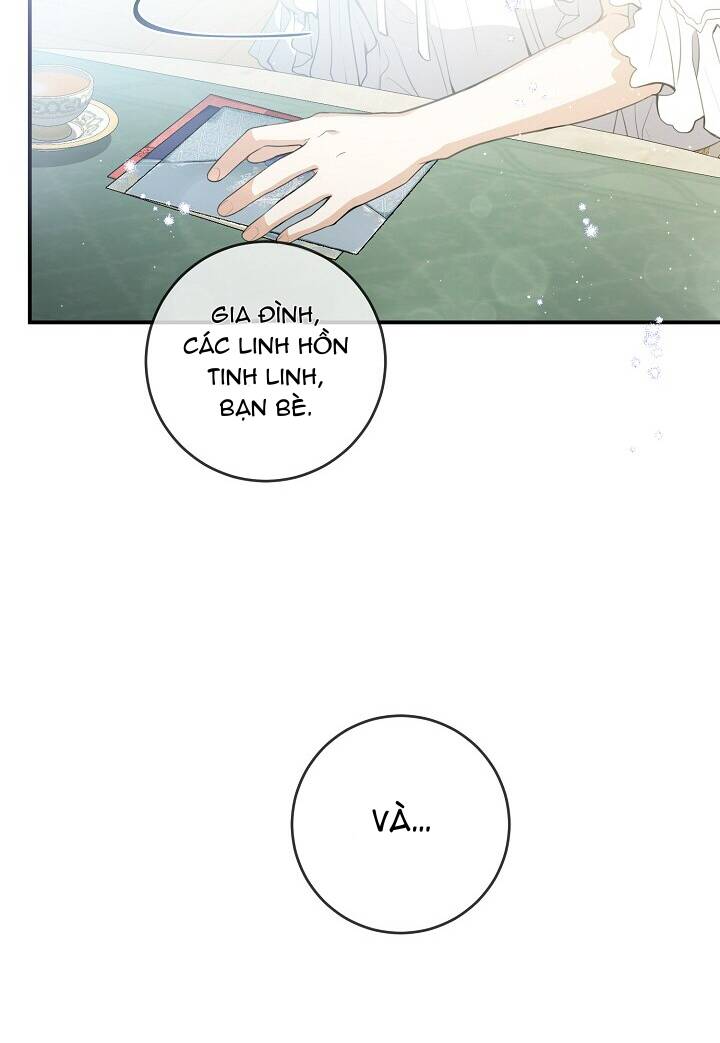 GIA ĐÌNH,
CÁC LINH HỒN
TINH LINH,
BẠN BÈ.
VÀ...